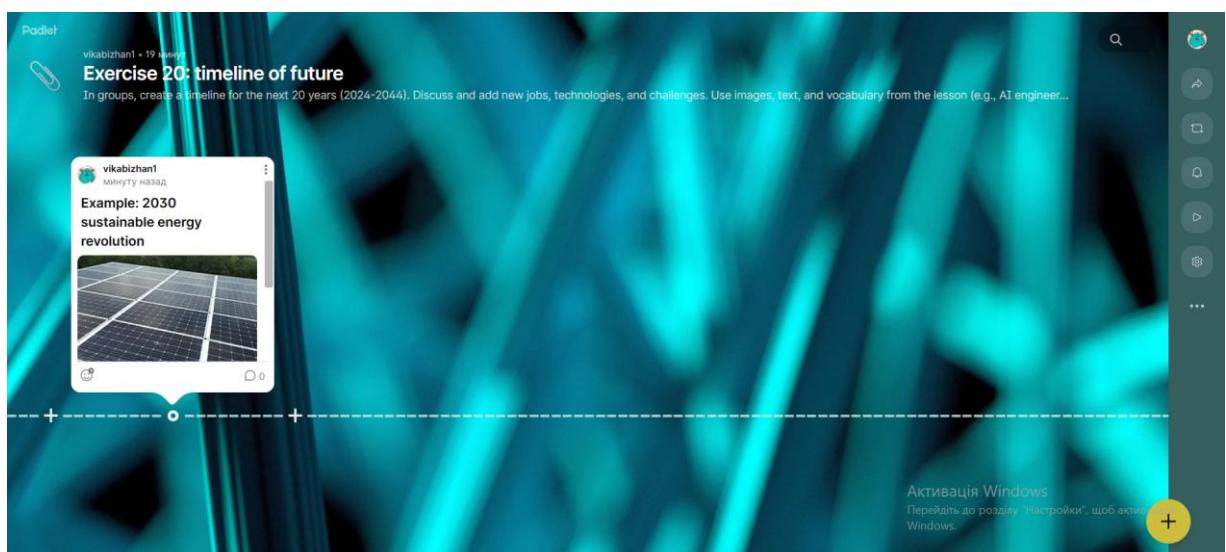 Padlet
vikabizhan1 • 19 минут
Exercise 20: timeline of future
In groups, create a timeline for the next 20 years (2024-2044). Discuss and add new jobs, technologies, and challenges. Use images, text, and vocabulary from the lesson (e.g., AI engineer...
vikabizhan1
минуту назад
Example: 2030
sustainable energy
revolution
0
Активація Windows
Перейдіть до розділу "Настройки", щоб
Windows.